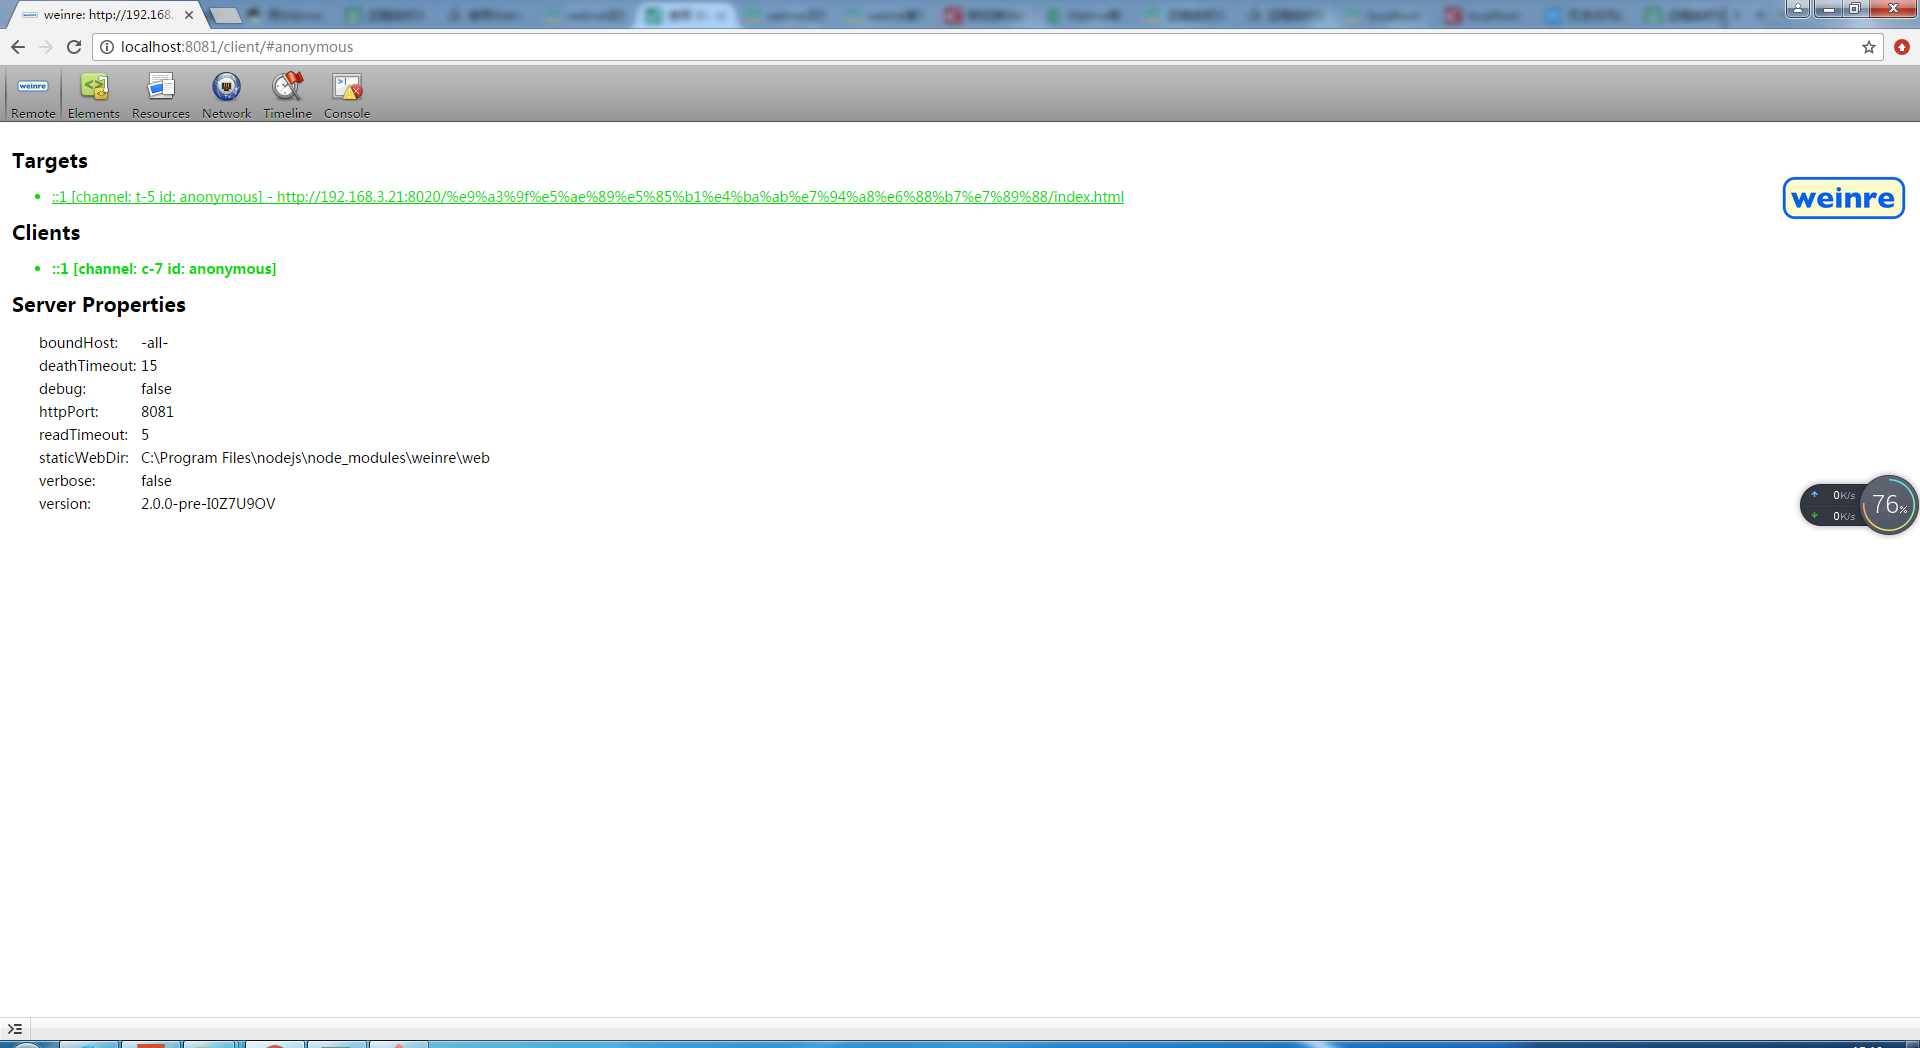 weinre: http://192.168.
localhost:8081/client/#anonymous
weinre
Remote Elements Resources Network Timeline Console
Targets
::1 [channel: t-5 id: anonymous] - http://192.168.3.21:8020/%e9%a3%9f%e5%ae%89%e5%85%b1%e4%ba%ab%e7%94%a8%e6%88%b7%e7%89%88/index.html
weinre
Clients
::1 [channel: c-7 id: anonymous]
Server Properties
boundHost: -all-
deathTimeout: 15
debug: false
httpPort: 8081
readTimeout: 5
staticWebDir: C:\Program Files\nodejs\node_modules\weinre\web
verbose: false
version: 2.0.0-pre-I0Z7U9OV
0K/s
0K/s
76%